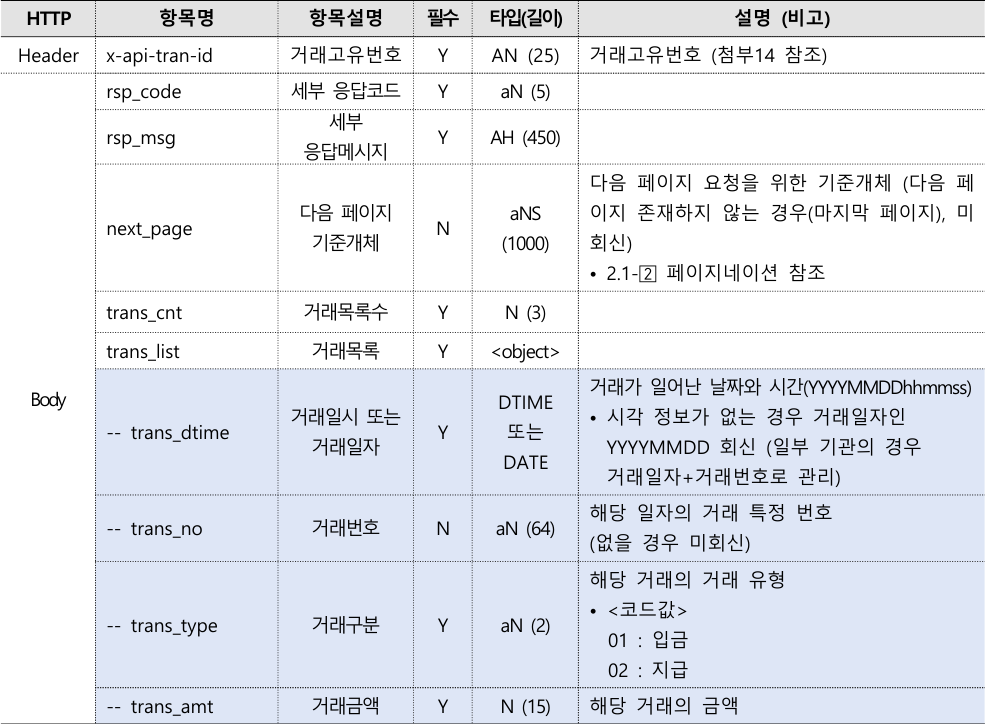 HTTP 항목명 항목설명 필수 타입(길이) 설명 (비고)
Header x-api-tran-id 거래고유번호 Y AN (25) 거래고유번호 (첨부14 참조)
Body
rsp_code 세부 응답코드 Y aN (5)
rsp_msg 세부
응답메시지 Y AH (450)
next_page 다음 페이지
기준개체 N aNS
(1000) 다음 페이지 요청을 위한 기준개체 (다음 페
이지 존재하지 않는 경우(마지막 페이지), 미
회신)
• 2.1-2 페이지네이션 참조
trans_cnt 거래목록수 Y N (3)
trans_list 거래목록 Y <object>
-- trans_dtime 거래일시 또는
거래일자 Y DTIME
또는
DATE 거래가 일어난 날짜와 시간(YYYYMMDDhhmmss)
• 시각 정보가 없는 경우 거래일자인
YYYYMMDD 회신 (일부 기관의 경우
거래일자+거래번호로 관리)
-- trans_no 거래번호 N aN (64) 해당 일자의 거래 특정 번호
(없을 경우 미회신)
-- trans_type 거래구분 Y aN (2) 해당 거래의 거래 유형
• <코드값>
01 : 입금
02 : 지급
-- trans_amt 거래금액 Y N (15) 해당 거래의 금액